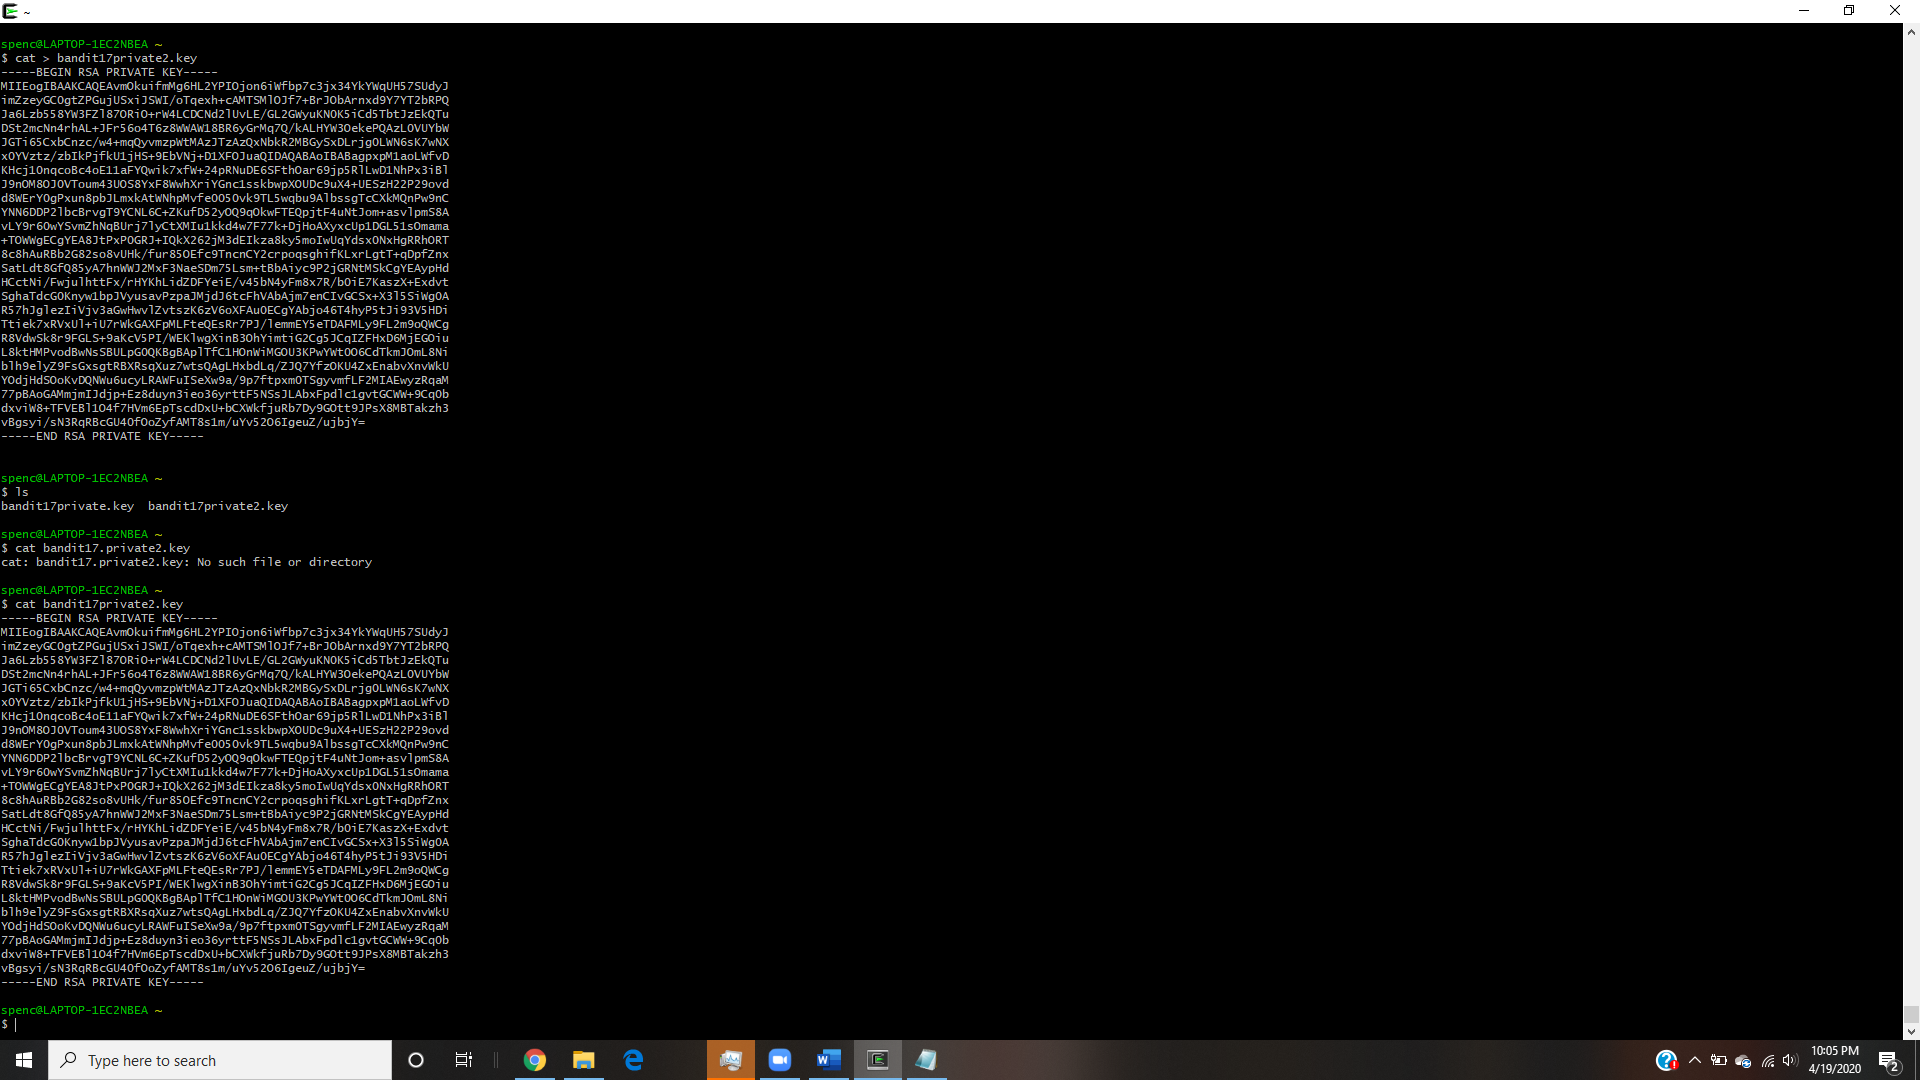 ~
spenc@LAPTOP-1EC2NBEA ~
$ cat > bandit17private2.key
-----BEGIN RSA PRIVATE KEY-----
MIIEogIBAAKCAQEAvmOkuifmMg6HL2YPIOjon6iWfbp7c3jx34YkYWqUH57SUdyJ
imZzeyGC0gtZPGujUSxiJSWI/oTqexh+cAMTSMlOJf7+BrJObArnxd9Y7YT2bRPQ
Ja6Lzb558YW3FZl87ORiO+rW4LCDCNd2lUvLE/GL2GWyuKN0K5iCd5TbtJzEkQTu
DSt2mcNn4rhAL+JFr56o4T6z8WWAW18BR6yGrMq7Q/kALHYW3OekePQAzL0VUYbW
JGTi65CxbCnzc/w4+mqQyvmzpWtMAzJTzAzQxNbkR2MBGySxDLrjg0LWN6sK7wNX
x0YVztz/zbIkPjfkU1jHS+9EbVNj+D1XFOJuaQIDAQABAoIBABagpxpM1aoLWfvD
KHcj10nqcoBc4oE11aFYQwik7xfW+24pRNuDE6SFthOar69jp5RlLwD1NhPx3iBl
J9nOM8OJ0VToum43UOS8YxF8WwhXriYGnc1sskbwpXOUDc9uX4+UESzH22P29ovd
d8WErY0gPxun8pbJLmxkAtWNhpMvfe0050vk9TL5wqbu9AlbssgTcCXkMQnPw9nC
YNN6DDP2lbcBrvgT9YCNL6C+ZKufD52yOQ9qOkwFTEQpjtF4uNtJom+asvlpmS8A
vLY9r60wYSvmZhNqBUrj7lyCtXMIu1kkd4w7F77k+DjHoAXyxcUp1DGL51sOmama
+TOWWgECgYEA8JtPxP0GRJ+IQkX262jM3dEIkza8ky5moIwUqYdsx0NxHgRRhORT
8c8hAuRBb2G82so8vUHk/fur85OEfc9TncnCY2crpoqsghifKLxrLgtT+qDpfZnx
SatLdt8GfQ85yA7hnWWJ2MxF3NaeSDm75Lsm+tBbAiyc9P2jGRNtMSkCgYEAypHd
HCctNi/FwjulhttFx/rHYKhLidZDFYeiE/v45bN4yFm8x7R/b0iE7KaszX+Exdvt
SghaTdcG0Knyw1bpJVyusavPzpaJMjdJ6tcFhVAbAjm7enCIvGCSx+X3l5SiWg0A
R57hJglezIiVjv3aGwHwvlZvtszK6zV6oXFAu0ECgYAbjo46T4hyP5tJi93V5HDi
Ttiek7xRVxUl+iU7rWkGAXFpMLFteQEsRr7PJ/lemmEY5eTDAFMLy9FL2m9oQWCg
R8VdwSk8r9FGLS+9aKcV5PI/WEKlwgXinB3OhYimtiG2Cg5JCqIZFHxD6MjEGOiu
L8ktHMPvodBwNsSBULpG0QKBgBAplTfC1HOnWiMGOU3KPwYWt0O6CdTkmJOmL8Ni
blh9elyZ9FsGxsgtRBXRsqXuz7wtsQAgLHxbdLq/ZJQ7YfzOKU4ZxEnabvXnvWkU
YOdjHdSOoKvDQNWu6ucyLRAWFuISeXw9a/9p7ftpxm0TSgyvmfLF2MIAEwyzRqaM
77pBAoGAMmjmIJdjp+Ez8duyn3ieo36yrttF5NSsJLAbxFpdlc1gvtGCWW+9Cq0b
dxviW8+TFVEBl1O4f7HVm6EpTscdDxU+bCXWkfjuRb7Dy9GOtt9JPsX8MBTakzh3
vBgsyi/sN3RqRBcGU40fOoZyfAMT8s1m/uYv52O6IgeuZ/ujbjY=
-----END RSA PRIVATE KEY-----
spenc@LAPTOP-1EC2NBEA ~
$ ls
bandit17private.key  bandit17private2.key
spenc@LAPTOP-1EC2NBEA ~
$ cat bandit17.private2.key
cat: bandit17.private2.key: No such file or directory
spenc@LAPTOP-1EC2NBEA ~
$ cat bandit17private2.key
-----BEGIN RSA PRIVATE KEY-----
MIIEogIBAAKCAQEAvmOkuifmMg6HL2YPIOjon6iWfbp7c3jx34YkYWqUH57SUdyJ
imZzeyGC0gtZPGujUSxiJSWI/oTqexh+cAMTSMlOJf7+BrJObArnxd9Y7YT2bRPQ
Ja6Lzb558YW3FZl87ORiO+rW4LCDCNd2lUvLE/GL2GWyuKN0K5iCd5TbtJzEkQTu
DSt2mcNn4rhAL+JFr56o4T6z8WWAW18BR6yGrMq7Q/kALHYW3OekePQAzL0VUYbW
JGTi65CxbCnzc/w4+mqQyvmzpWtMAzJTzAzQxNbkR2MBGySxDLrjg0LWN6sK7wNX
x0YVztz/zbIkPjfkU1jHS+9EbVNj+D1XFOJuaQIDAQABAoIBABagpxpM1aoLWfvD
KHcj10nqcoBc4oE11aFYQwik7xfW+24pRNuDE6SFthOar69jp5RlLwD1NhPx3iBl
J9nOM8OJ0VToum43UOS8YxF8WwhXriYGnc1sskbwpXOUDc9uX4+UESzH22P29ovd
d8WErY0gPxun8pbJLmxkAtWNhpMvfe0050vk9TL5wqbu9AlbssgTcCXkMQnPw9nC
YNN6DDP2lbcBrvgT9YCNL6C+ZKufD52yOQ9qOkwFTEQpjtF4uNtJom+asvlpmS8A
vLY9r60wYSvmZhNqBUrj7lyCtXMIu1kkd4w7F77k+DjHoAXyxcUp1DGL51sOmama
+TOWWgECgYEA8JtPxP0GRJ+IQkX262jM3dEIkza8ky5moIwUqYdsx0NxHgRRhORT
8c8hAuRBb2G82so8vUHk/fur85OEfc9TncnCY2crpoqsghifKLxrLgtT+qDpfZnx
SatLdt8GfQ85yA7hnWWJ2MxF3NaeSDm75Lsm+tBbAiyc9P2jGRNtMSkCgYEAypHd
HCctNi/FwjulhttFx/rHYKhLidZDFYeiE/v45bN4yFm8x7R/b0iE7KaszX+Exdvt
SghaTdcG0Knyw1bpJVyusavPzpaJMjdJ6tcFhVAbAjm7enCIvGCSx+X3l5SiWg0A
R57hJglezIiVjv3aGwHwvlZvtszK6zV6oXFAu0ECgYAbjo46T4hyP5tJi93V5HDi
Ttiek7xRVxUl+iU7rWkGAXFpMLFteQEsRr7PJ/lemmEY5eTDAFMLy9FL2m9oQWCg
R8VdwSk8r9FGLS+9aKcV5PI/WEKlwgXinB3OhYimtiG2Cg5JCqIZFHxD6MjEGOiu
L8ktHMPvodBwNsSBULpG0QKBgBAplTfC1HOnWiMGOU3KPwYWt0O6CdTkmJOmL8Ni
blh9elyZ9FsGxsgtRBXRsqXuz7wtsQAgLHxbdLq/ZJQ7YfzOKU4ZxEnabvXnvWkU
YOdjHdSOoKvDQNWu6ucyLRAWFuISeXw9a/9p7ftpxm0TSgyvmfLF2MIAEwyzRqaM
77pBAoGAMmjmIJdjp+Ez8duyn3ieo36yrttF5NSsJLAbxFpdlc1gvtGCWW+9Cq0b
dxviW8+TFVEBl1O4f7HVm6EpTscdDxU+bCXWkfjuRb7Dy9GOtt9JPsX8MBTakzh3
vBgsyi/sN3RqRBcGU40fOoZyfAMT8s1m/uYv52O6IgeuZ/ujbjY=
-----END RSA PRIVATE KEY-----
spenc@LAPTOP-1EC2NBEA ~
$
Type here to search
10:05 PM
4/19/2020
2